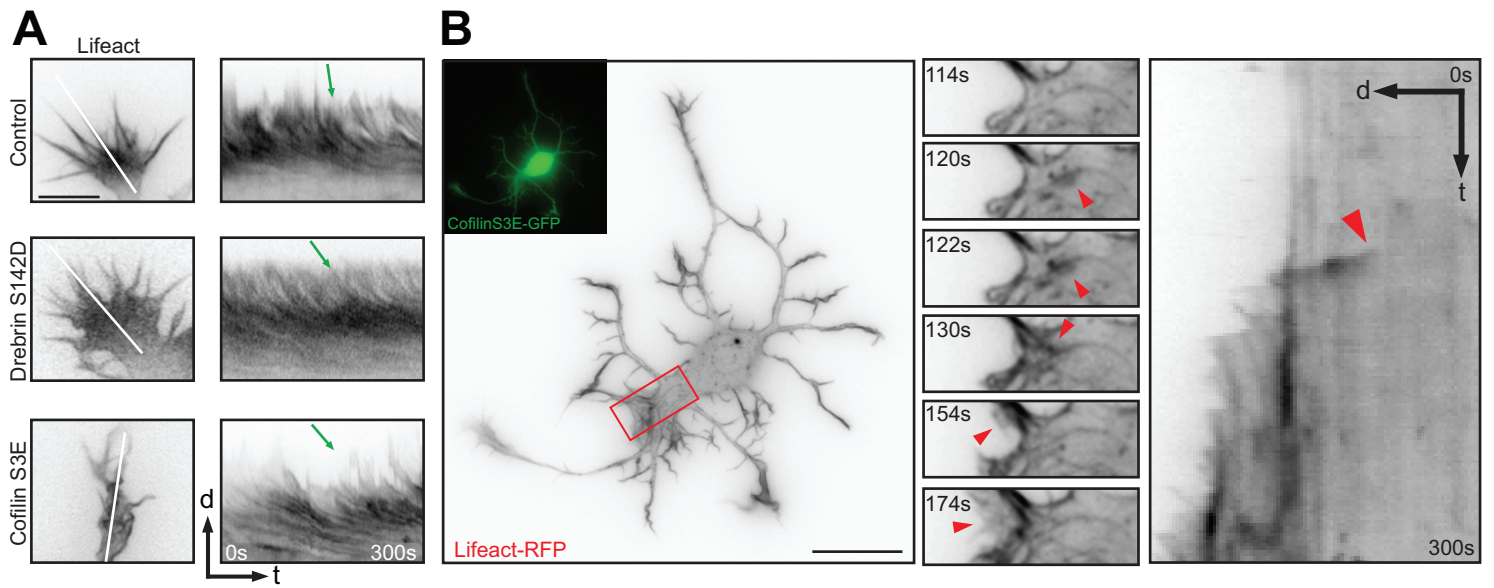 A
B
Lifeact
Control
Drebrin S142D
Cofilin S3E
d
0s
300s
t
CofilinS3E-GFP
Lifeact-RFP
114s
120s
122s
130s
154s
174s
0s
d
t
300s